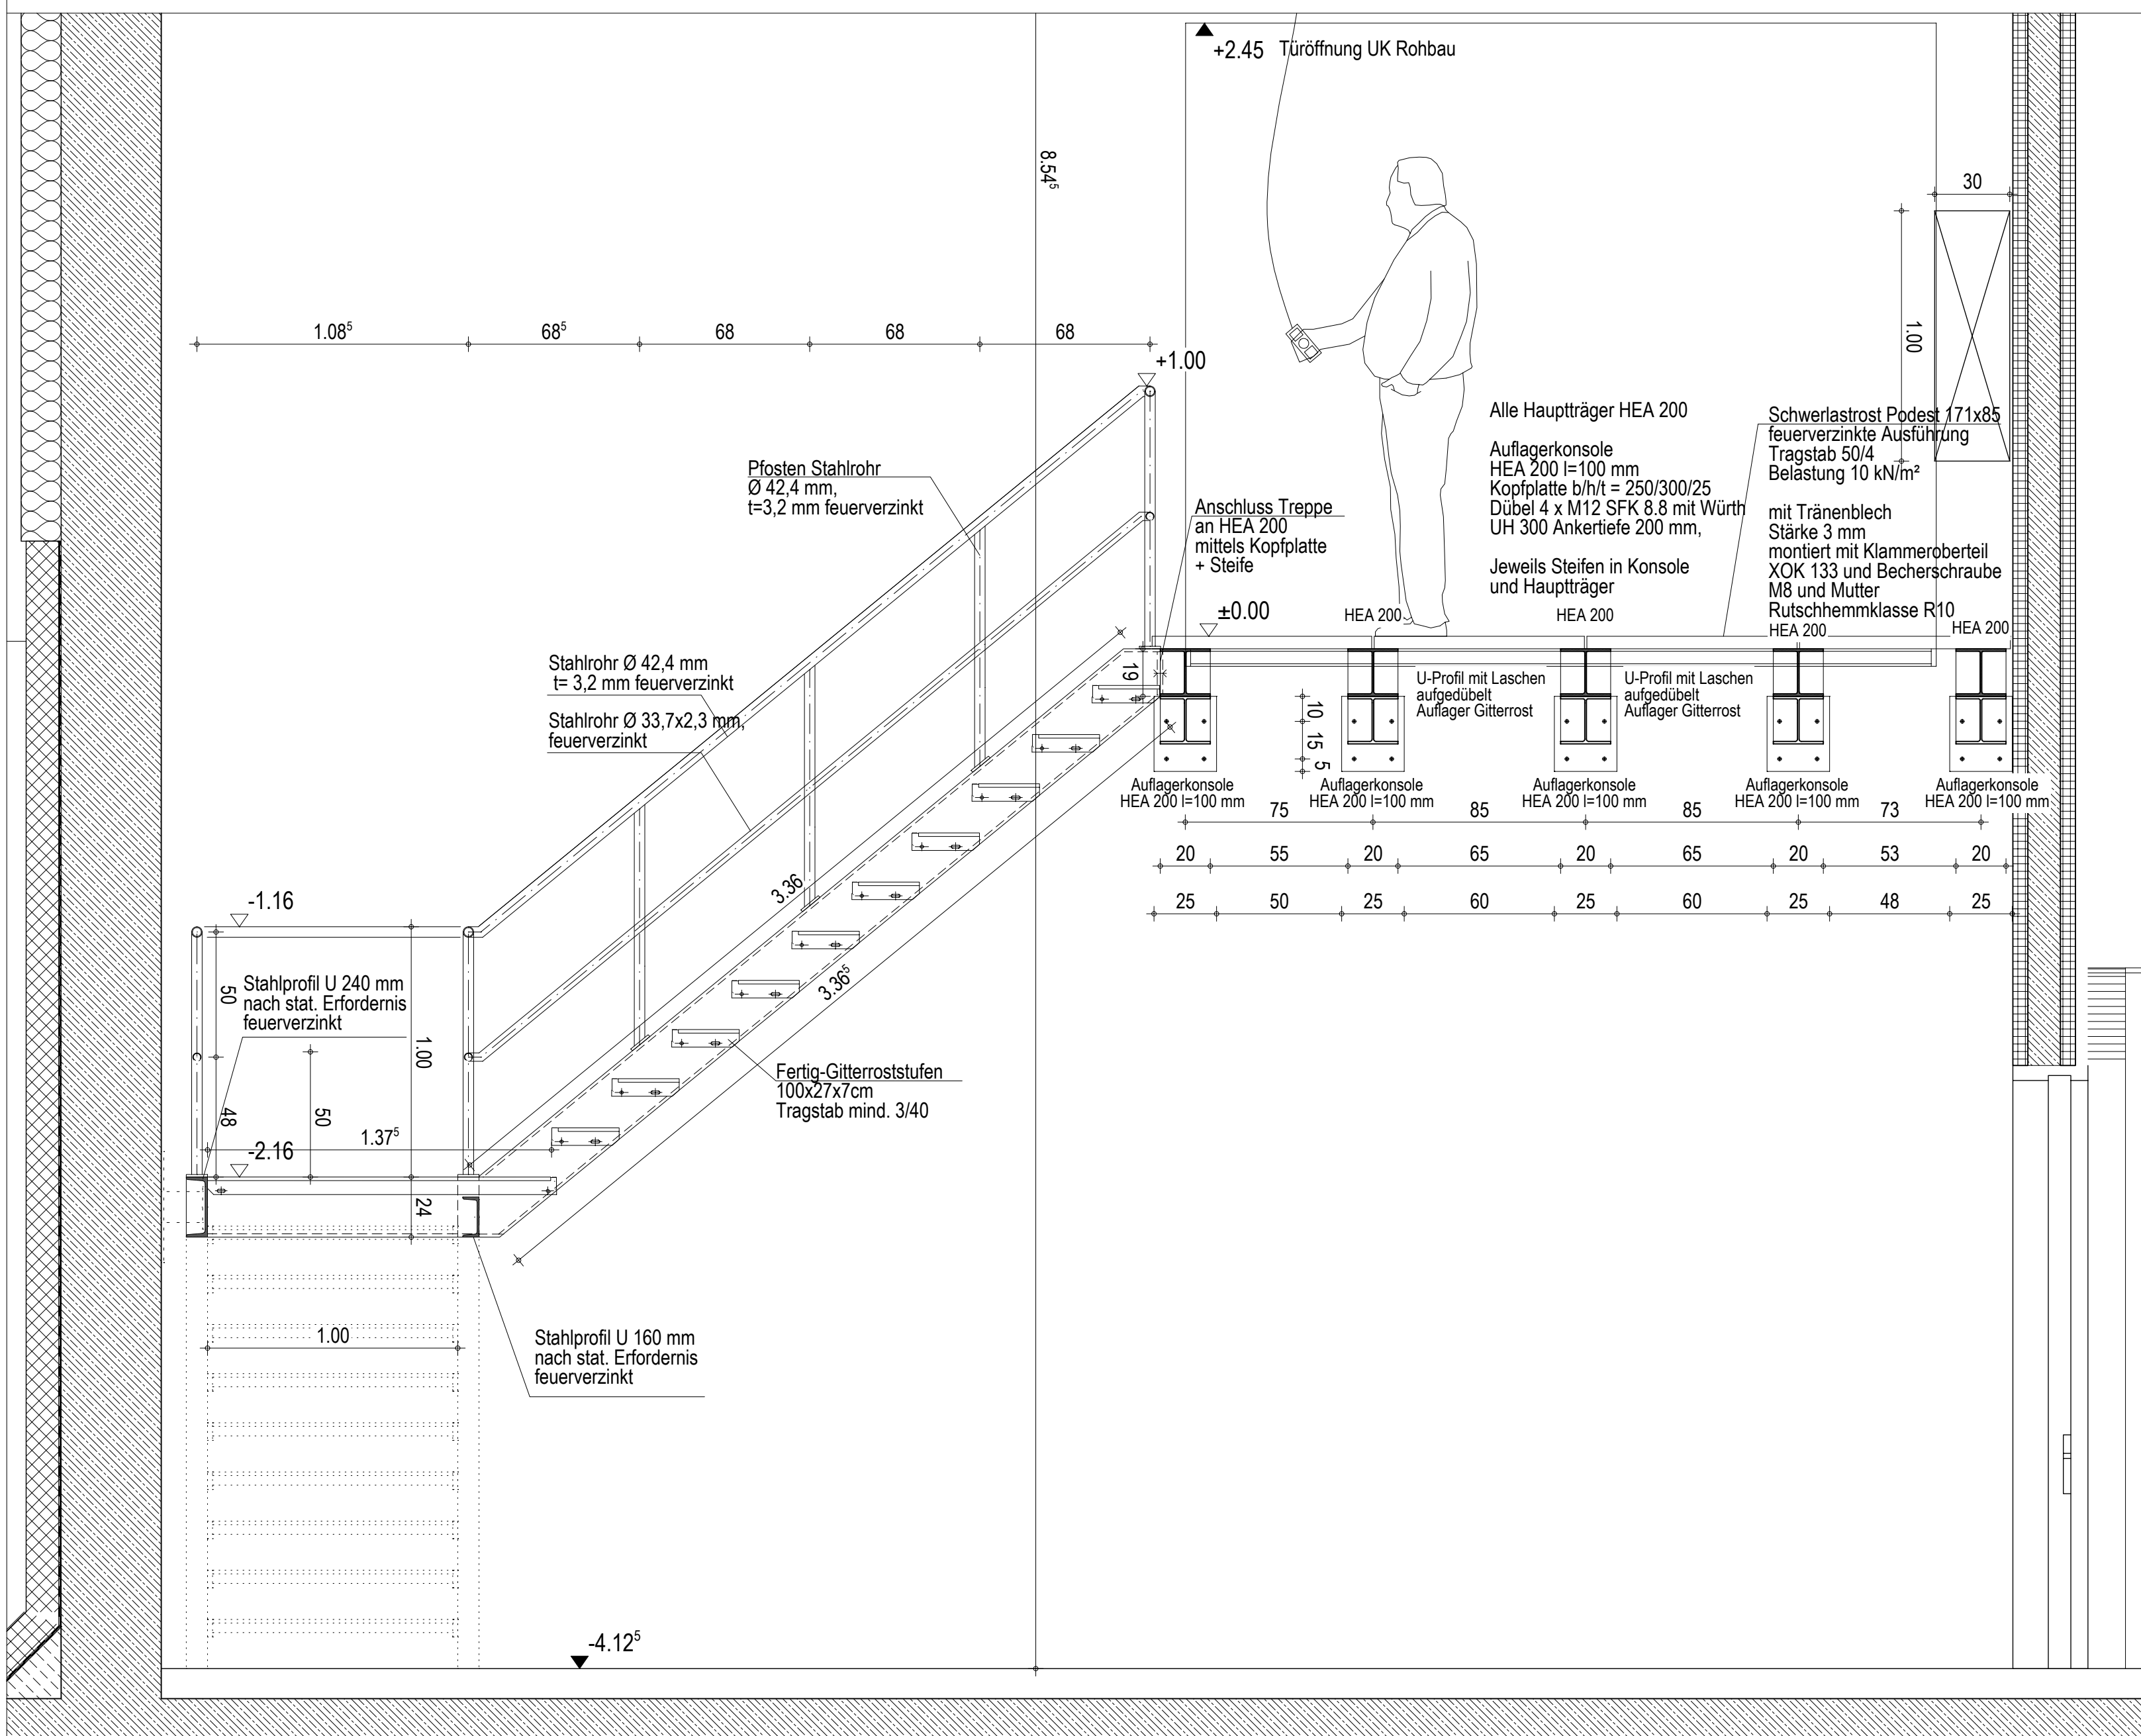 +2.45 Türöffnung UK Rohbau
8.54⁵
30
1.00
1.08⁵ 68⁵ 68 68 68
+1.00
Pfosten Stahlrohr
Ø 42,4 mm,
t=3,2 mm feuerverzinkt
Anschluss Treppe
an HEA 200
mittels Kopfplatte
+ Steife
Alle Hauptträger HEA 200
Auflagerkonsole
HEA 200 l=100 mm
Kopfplatte b/h/t = 250/300/25
Dübel 4 x M12 SFK 8.8 mit Würth
UH 300 Ankertiefe 200 mm,
Jeweils Steifen in Konsole
und Hauptträger
Schwerlastrost Podest 171x85
feuerverzinkte Ausführung
Tragstab 50/4
Belastung 10 kN/m²
mit Tränenblech
Stärke 3 mm
montiert mit Klammeroberteil
XOK 133 und Becherschraube
M8 und Mutter
Rutschhemmklasse R10
±0.00
HEA 200
HEA 200
HEA 200
HEA 200
Stahlrohr Ø 42,4 mm
t= 3,2 mm feuerverzinkt
Stahlrohr Ø 33,7x2,3 mm,
feuerverzinkt
19
U-Profil mit Laschen
aufgedübelt
Auflager Gitterrost
U-Profil mit Laschen
aufgedübelt
Auflager Gitterrost
10
15
5
Auflagerkonsole
HEA 200 l=100 mm
Auflagerkonsole
HEA 200 l=100 mm
Auflagerkonsole
HEA 200 l=100 mm
Auflagerkonsole
HEA 200 l=100 mm
Auflagerkonsole
HEA 200 l=100 mm
75 85 85 73
20 55 20 65 20 65 20 53 20
25 50 25 60 25 60 25 48 25
3.36
3.36⁵
-1.16
Stahlprofil U 240 mm
nach stat. Erfordernis
feuerverzinkt
50
48
50
1.00
1.37⁵
-2.16
24
Fertig-Gitterroststufen
100x27x7cm
Tragstab mind. 3/40
1.00
Stahlprofil U 160 mm
nach stat. Erfordernis
feuerverzinkt
-4.12⁵